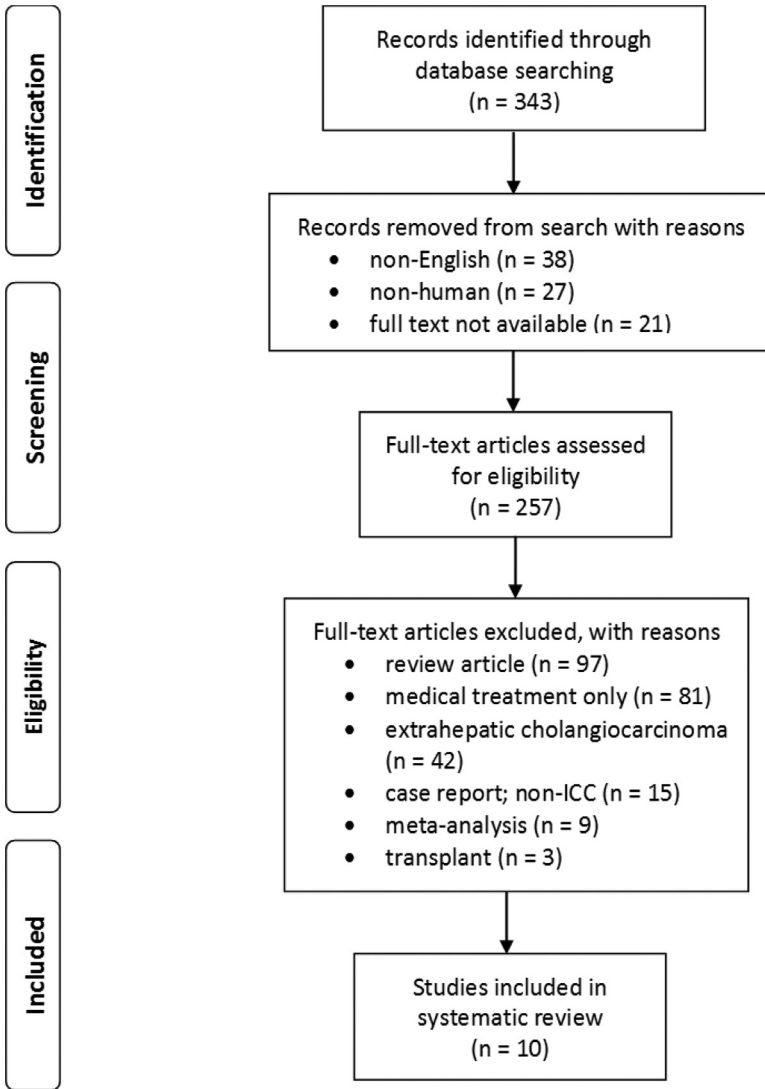 Identification
Records identified through
database searching
(n = 343)
Records removed from search with reasons
• non-English (n = 38)
• non-human (n = 27)
• full text not available (n = 21)
Screening
Full-text articles assessed
for eligibility
(n = 257)
Eligibility
Full-text articles excluded, with reasons
• review article (n = 97)
• medical treatment only (n = 81)
• extrahepatic cholangiocarcinoma
(n = 42)
• case report; non-ICC (n = 15)
• meta-analysis (n = 9)
• transplant (n = 3)
Included
Studies included in
systematic review
(n = 10)